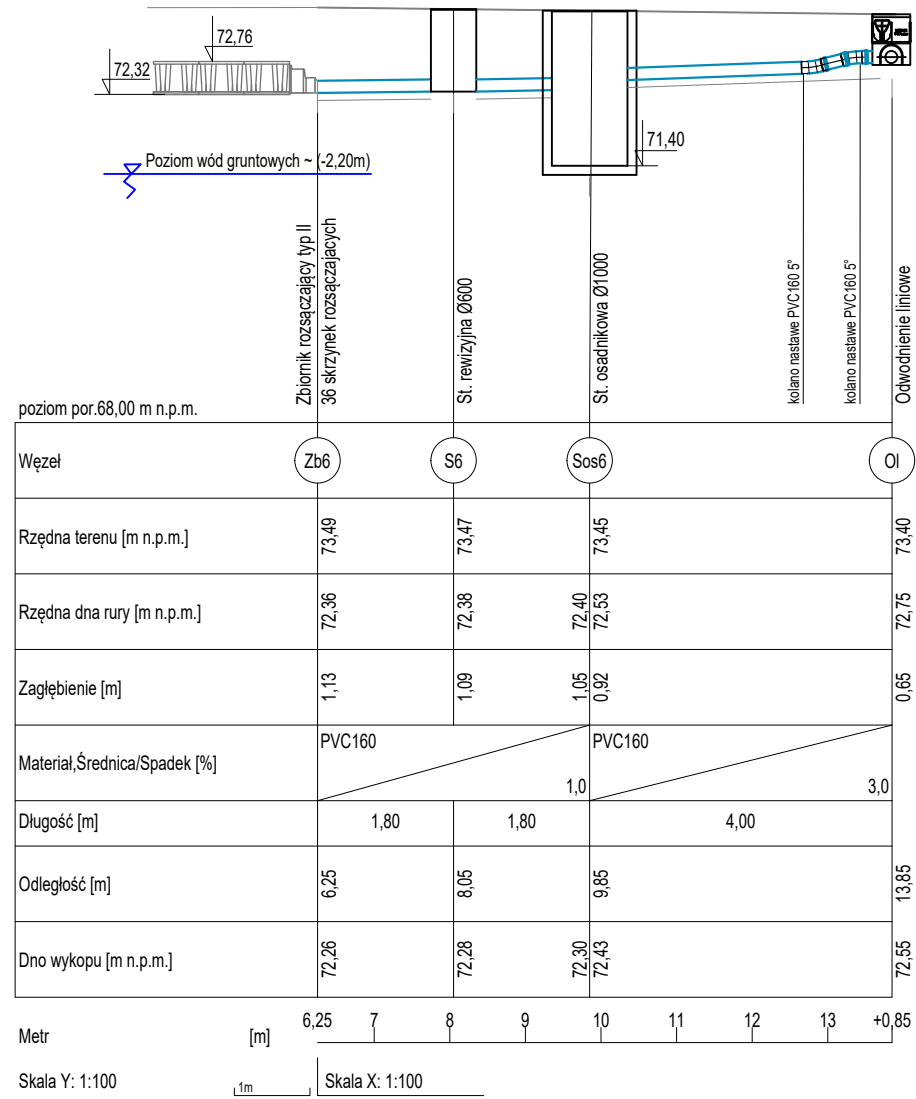 72,76
72,32
71,40
Poziom wód gruntowych ~ (-2,20m)
Zbiornik rozsączający typ II
36 skrzynek rozsączajacych
St. rewizyjna Ø600
St. osadnikowa Ø1000
kolano nastawe PVC160 5°
kolano nastawe PVC160 5°
Odwodnienie liniowe
poziom por.68,00 m n.p.m.
Węzeł Zb6 S6 Sos6 Ol
Rzędna terenu [m n.p.m.] 73,49 73,47 73,45 73,40
Rzędna dna rury [m n.p.m.] 72,36 72,38 72,40 72,53 72,75
Zagłębienie [m] 1,13 1,09 1,05 0,92 0,65
PVC160 PVC160
Materiał,Średnica/Spadek [%]
1,0 3,0
Długość [m] 1,80 1,80 4,00
Odległość [m] 6,25 8,05 9,85 13,85
Dno wykopu [m n.p.m.] 72,26 72,28 72,30 72,43 72,55
Metr [m] 6,25 7 8 9 10 11 12 13 +0,85
Skala Y: 1:100 1m Skala X: 1:100